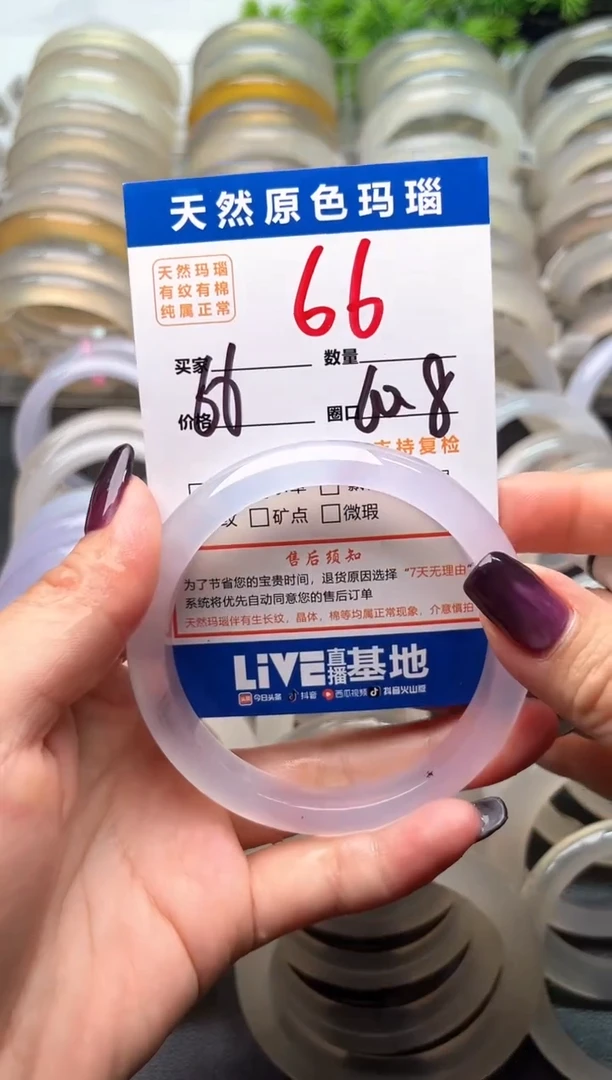 天然原色玛瑙
天然玛瑙
有纹有棉
纯属正常
66
买家 数量
价格 66 圈口 60.8
支持复检
纹 □矿点 □微瑕
售后须知
为了节省您的宝贵时间，退货原因选择“7天无理由”
系统将优先自动同意您的售后订单
天然玛瑙伴有生长纹，晶体，棉等均属正常现象，介意慎拍
LiVE直播基地
头条 今日头条 抖音 西瓜视频 抖音火山版